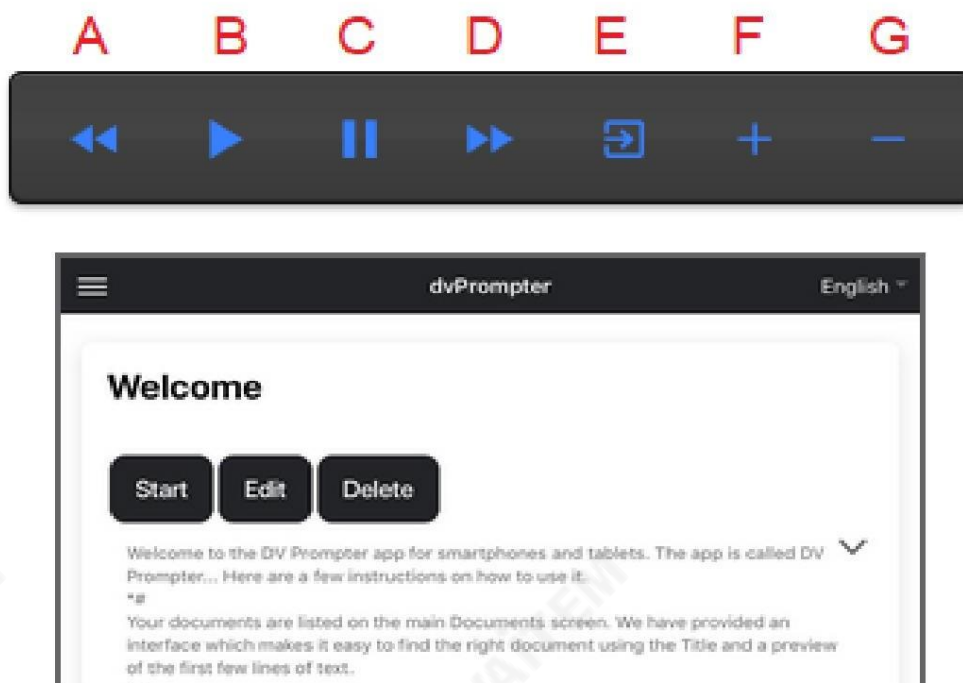 A B C D E F G
dvPrompter English
Welcome
Start Edit Delete
Welcome to the DV Prompter app for smartphones and tablets. The app is called DV
Prompter... Here are a few instructions on how to use it.
*#
Your documents are listed on the main Documents screen. We have provided an
interface which makes it easy to find the right document using the Title and a preview
of the first few lines of text.